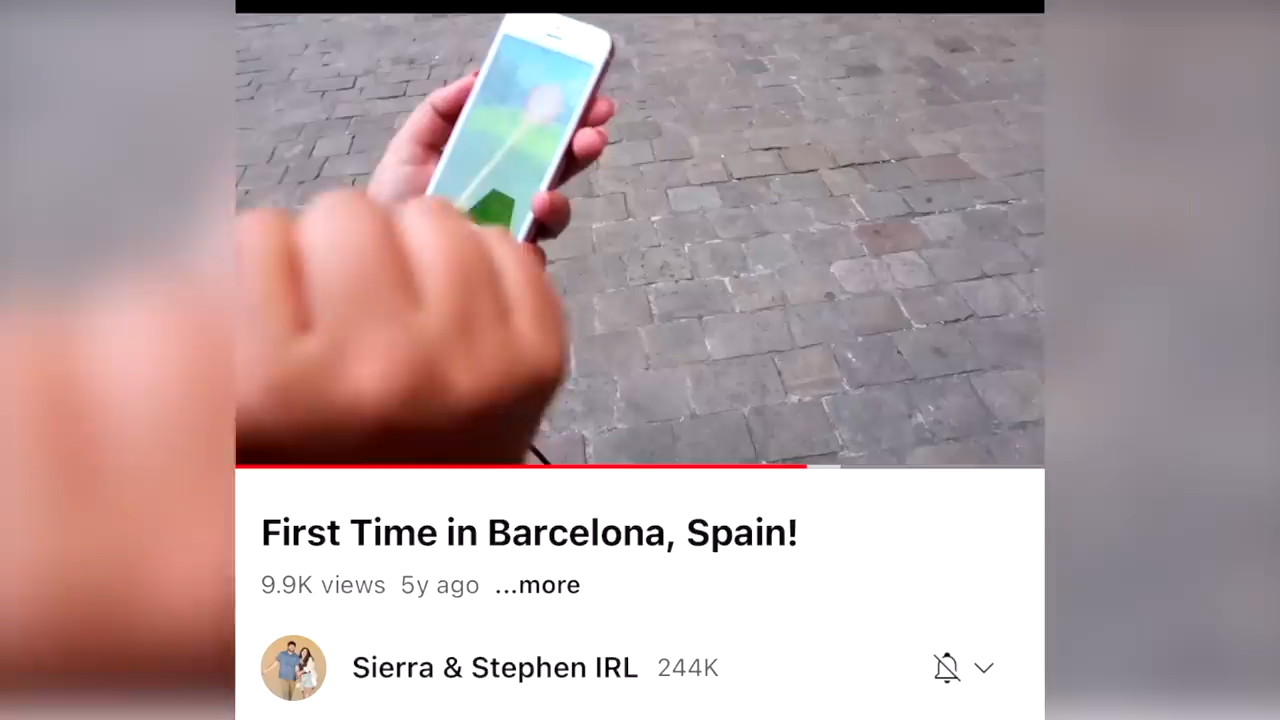 First Time in Barcelona, Spain!
9.9K views 5y ago ...more
Sierra & Stephen IRL 244K